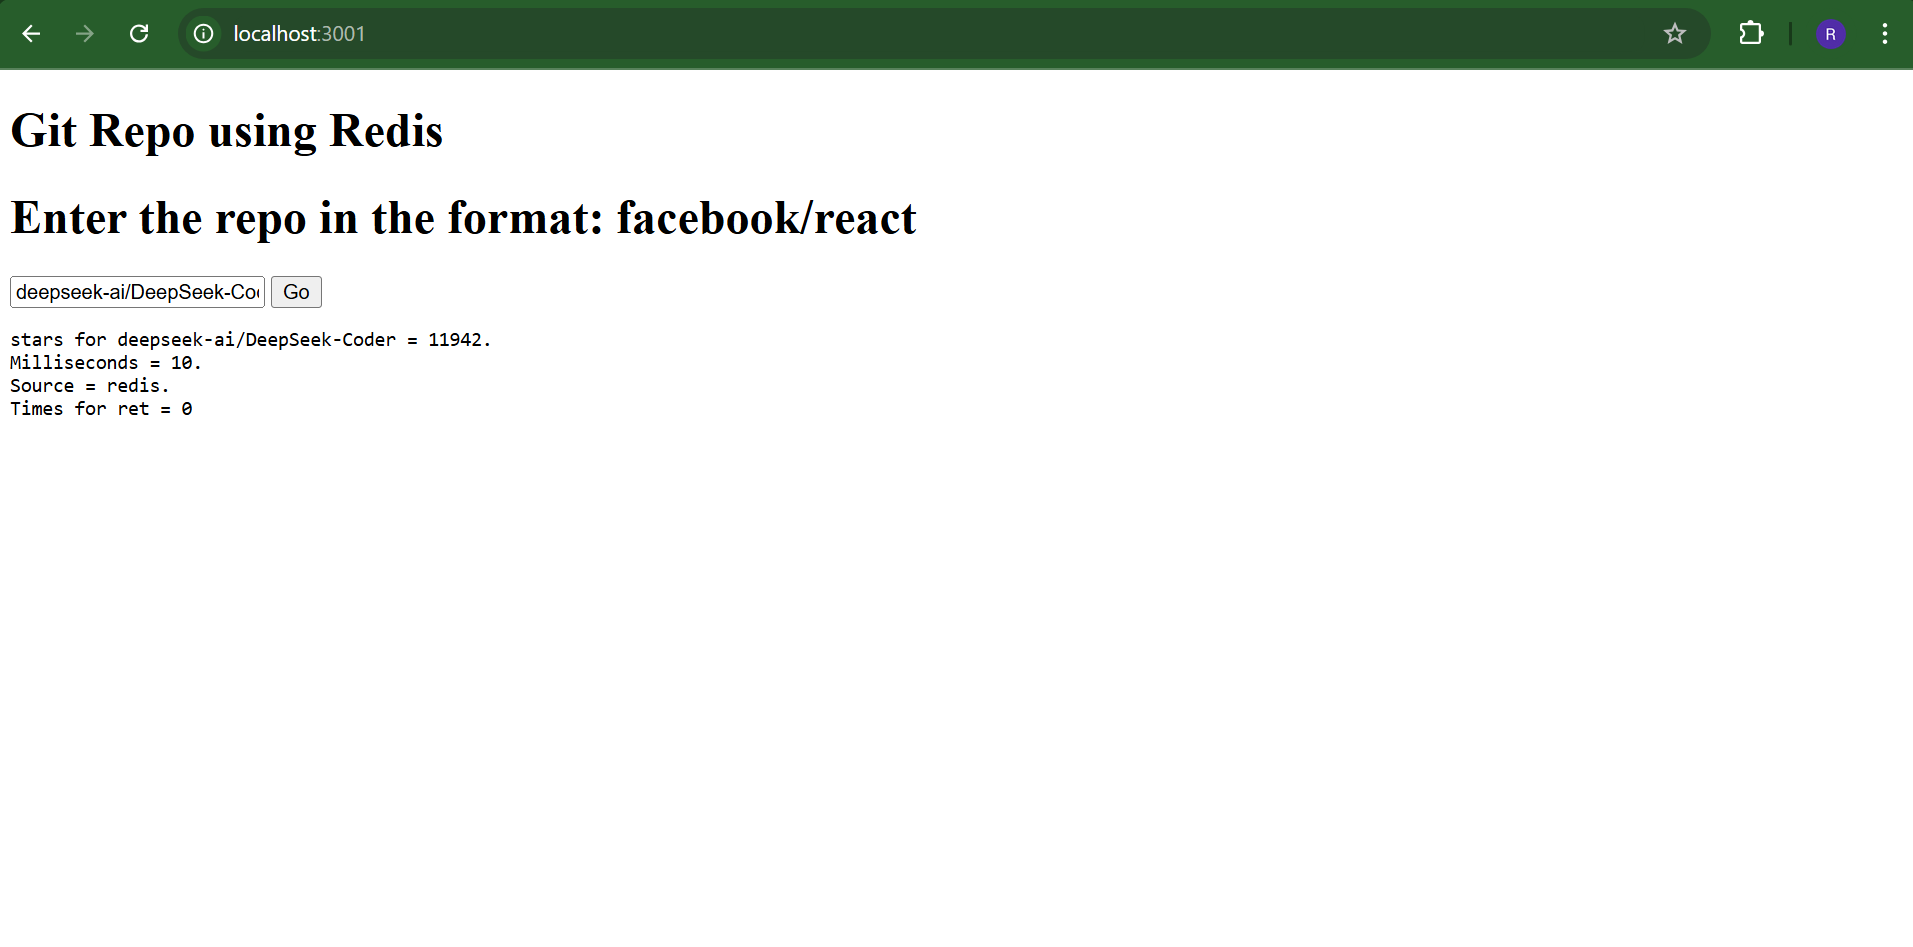 localhost:3001
R
Git Repo using Redis
Enter the repo in the format: facebook/react
deepseek-ai/DeepSeek-Co
Go
stars for deepseek-ai/DeepSeek-Coder = 11942.
Milliseconds = 10.
Source = redis.
Times for ret = 0